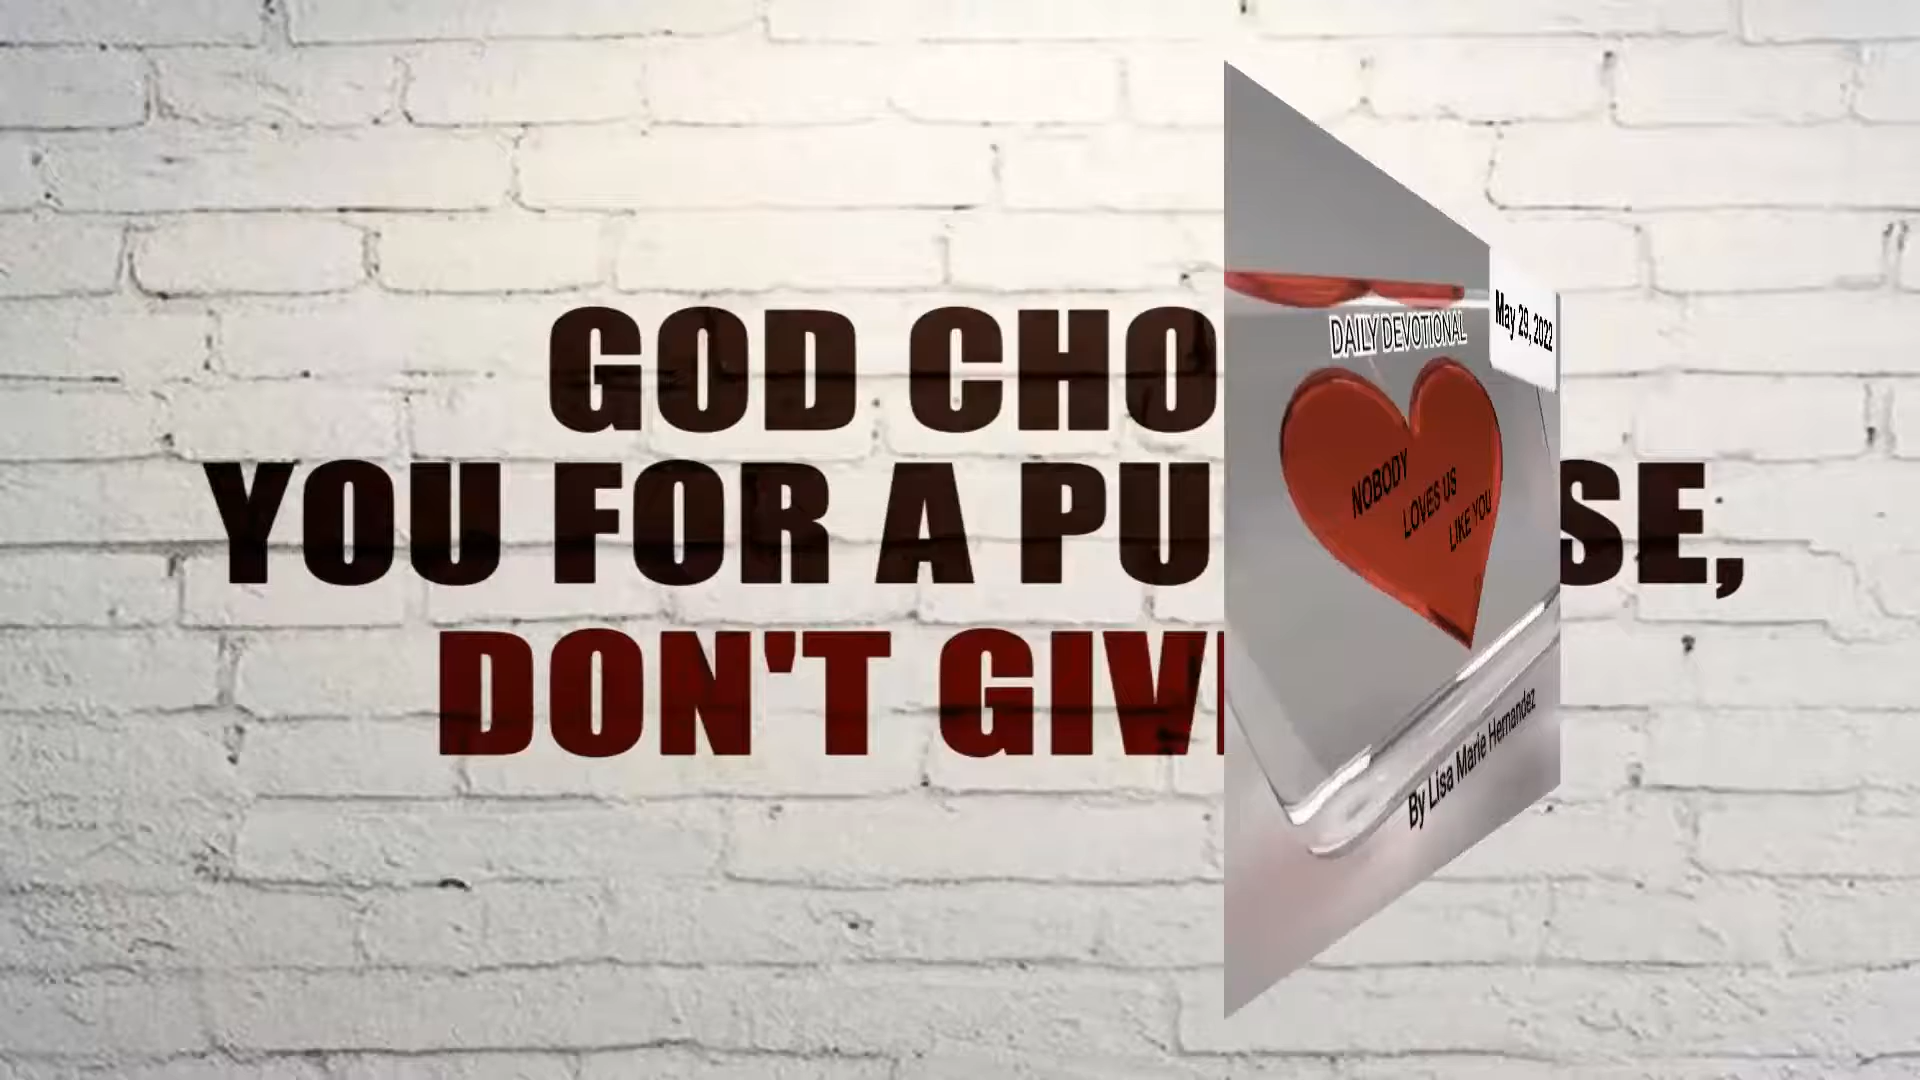 GOD CHO
YOU FOR A PU SE,
DON'T GIV
DAILY DEVOTIONAL
May 29, 2022
NOBODY
LOVES US
LIKE YOU
By Lisa Marie Hernandez